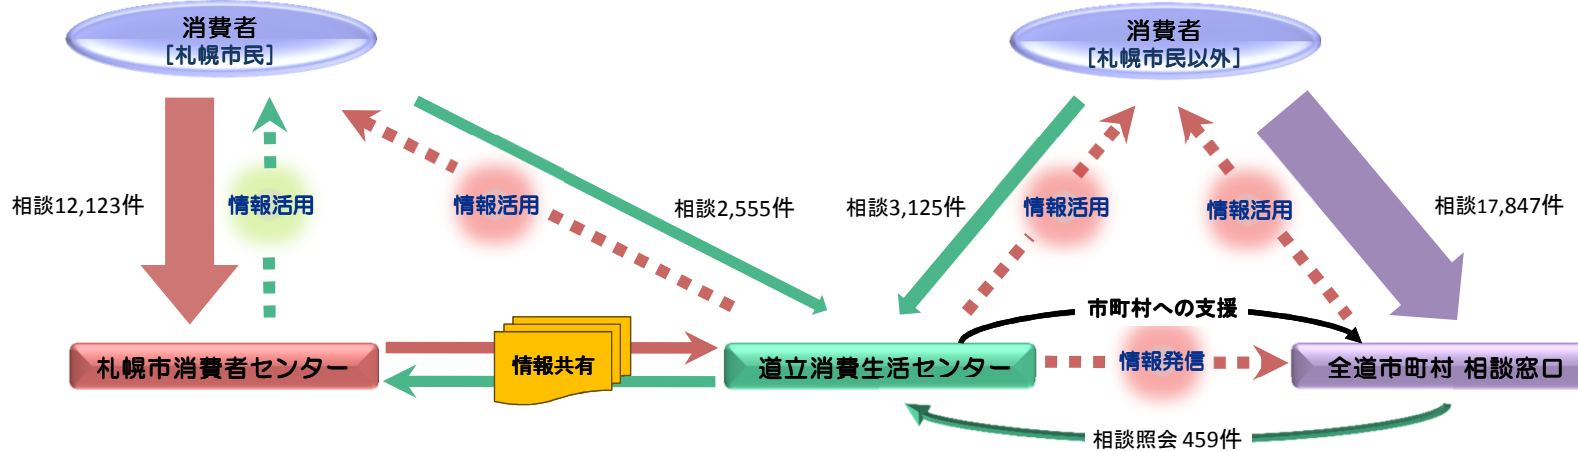 消費者
[札幌市民]
消費者
[札幌市民以外]
相談12,123件
情報活用
情報活用
相談2,555件
相談3,125件
情報活用
情報活用
相談17,847件
市町村への支援
札幌市消費者センター
情報共有
道立消費生活センター
情報発信
全道市町村 相談窓口
相談照会 459件